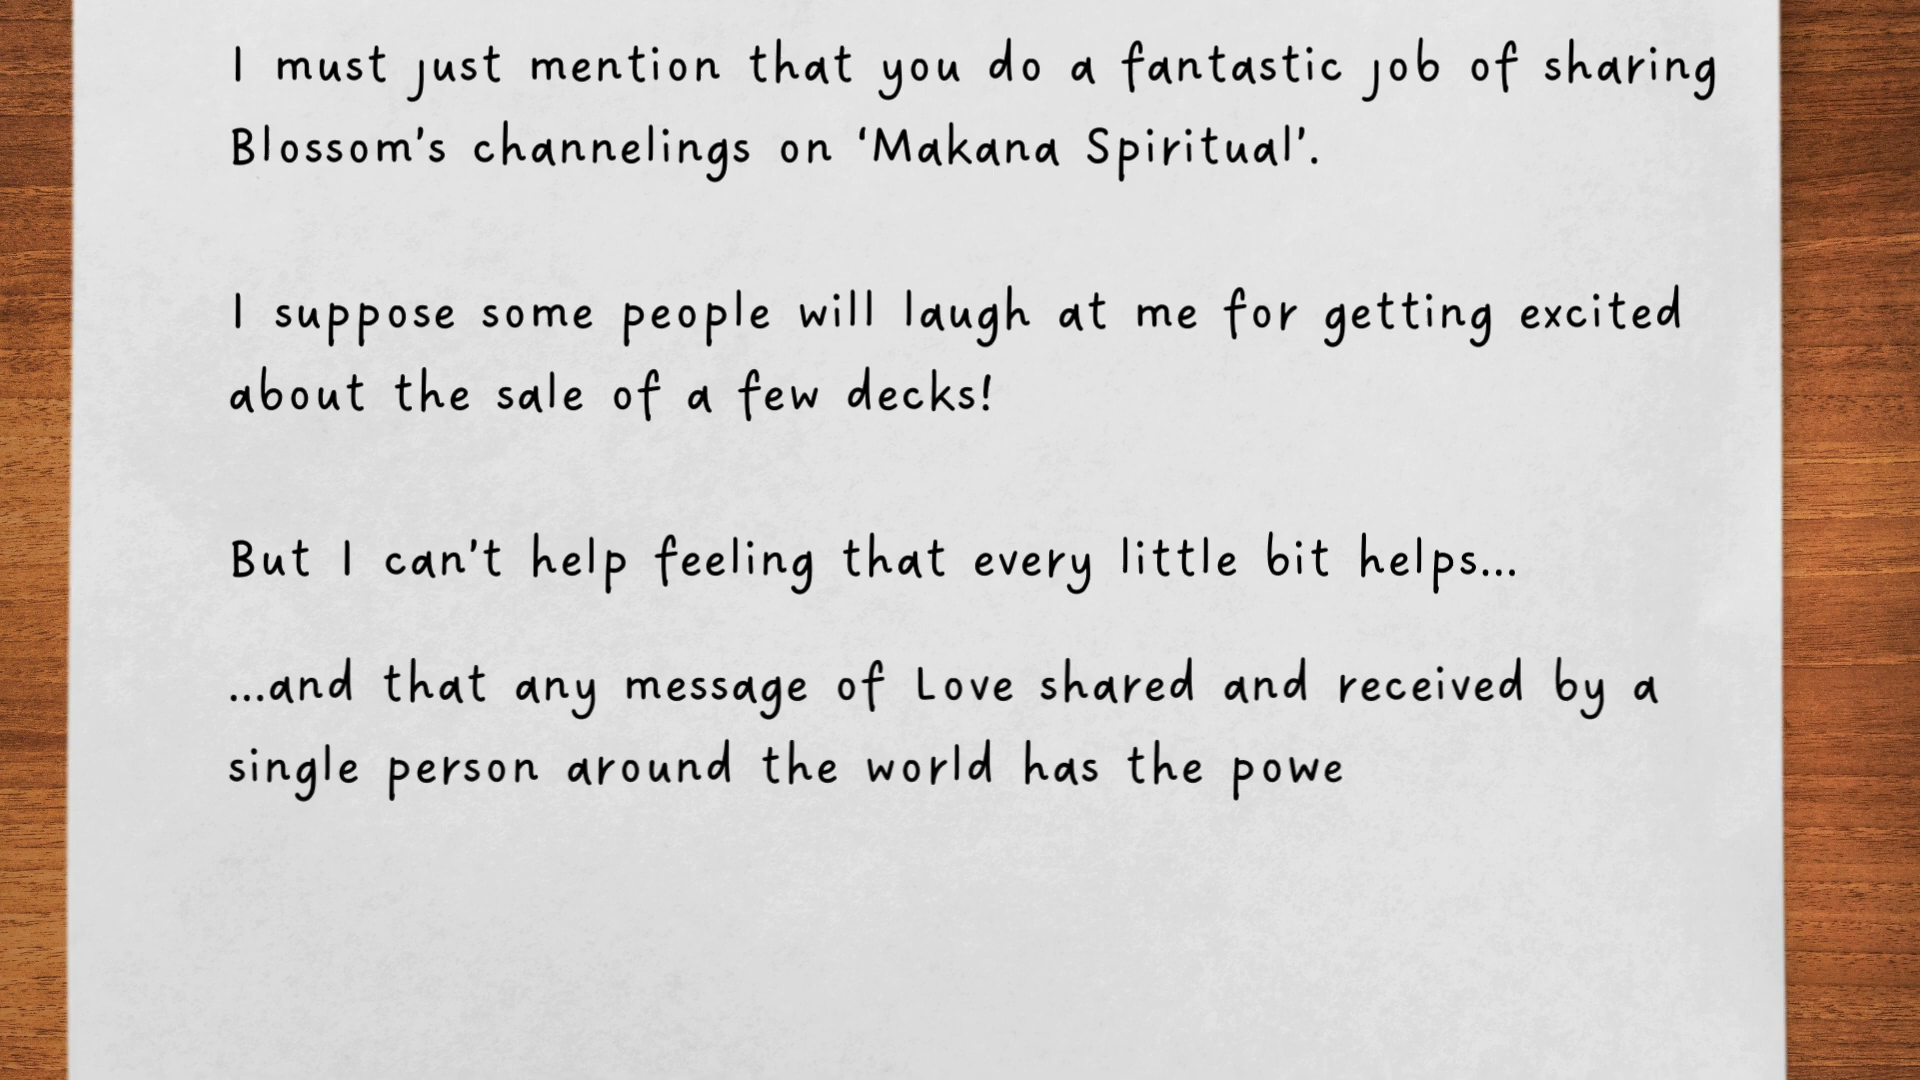 I must just mention that you do a fantastic job of sharing
Blossom's channelings on ‘Makana Spiritual'.
I suppose some people will laugh at me for getting excited
about the sale of a few decks!
But I can't help feeling that every little bit helps...
...and that any message of Love shared and received by a
single person around the world has the powe